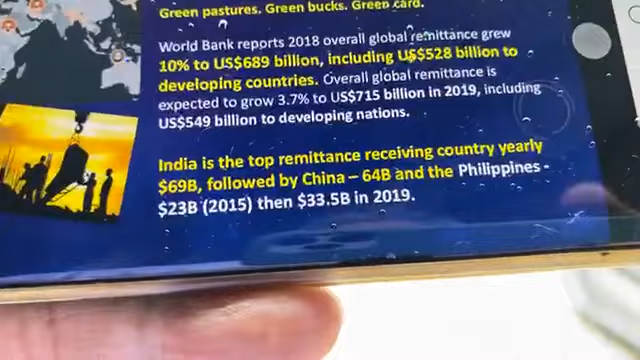 Green pastures. Green bucks. Green card.
World Bank reports 2018 overall global remittance grew
10% to US$689 billion, including US$528 billion to
developing countries. Overall global remittance is
expected to grow 3.7% to US$715 billion in 2019, including
US$549 billion to developing nations.
India is the top remittance receiving country yearly
$69B, followed by China – 64B and the Philippines -
$23B (2015) then $33.5B in 2019.